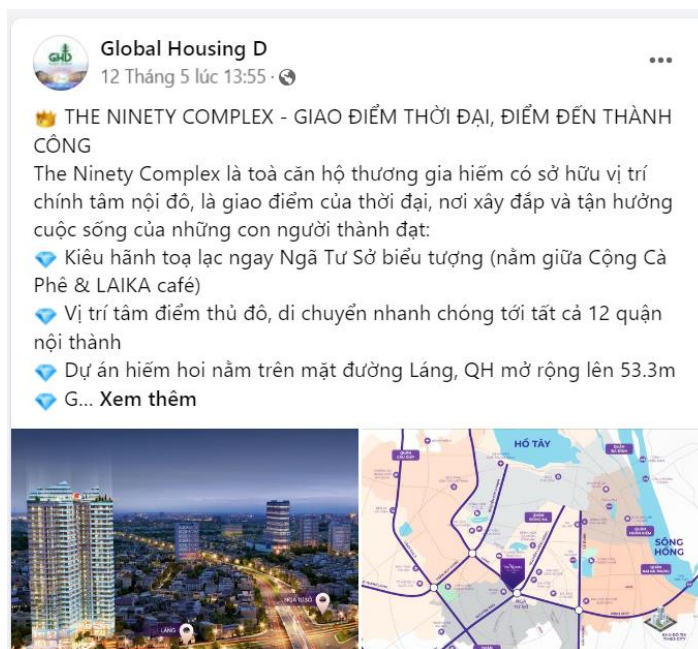 GHD
Global Housing D
12 Tháng 5 lúc 13:55
THE NINETY COMPLEX - GIAO ĐIỂM THỜI ĐẠI, ĐIỂM ĐẾN THÀNH
CÔNG
The Ninety Complex là toà căn hộ thương gia hiếm có sở hữu vị trí
chính tâm nội đô, là giao điểm của thời đại, nơi xây đắp và tận hưởng
cuộc sống của những con người thành đạt:
Kiêu hãnh toạ lạc ngay Ngã Tư Sở biểu tượng (nằm giữa Cộng Cà
Phê & LAIKA café)
Vị trí tâm điểm thủ đô, di chuyển nhanh chóng tới tất cả 12 quận
nội thành
Dự án hiếm hoi nằm trên mặt đường Láng, QH mở rộng lên 53.3m
G... Xem thêm
HỒ TÂY
SÔNG
HỒNG
NGÃ
TƯ SỞ
NGÃ TƯ SỞ
LÁNG